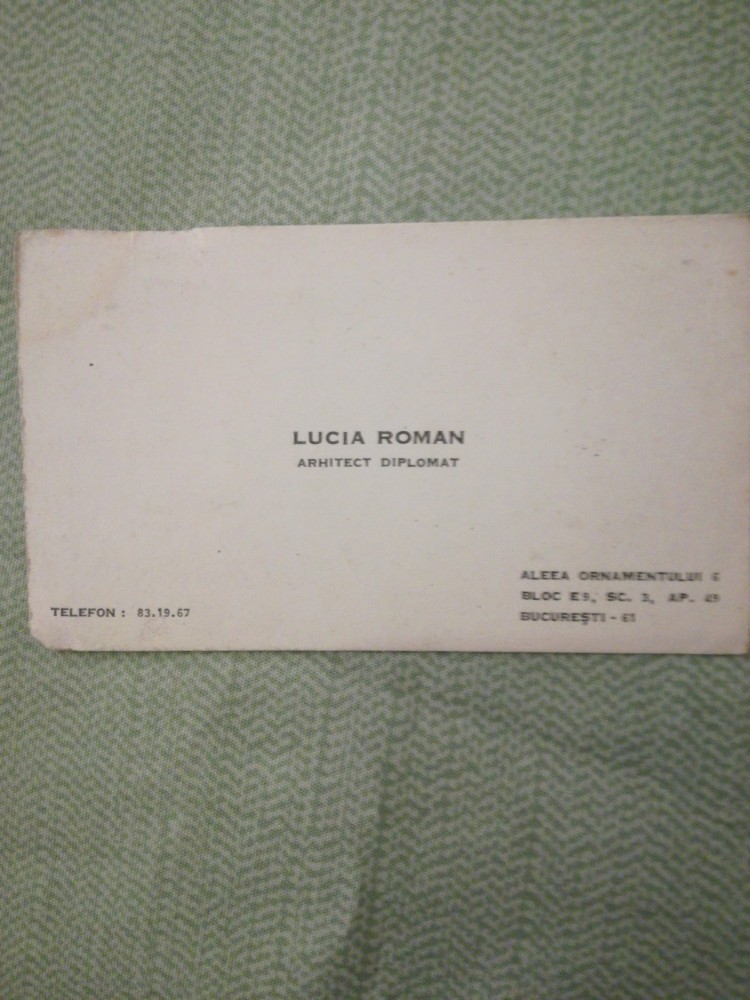 LUCIA ROMAN
ARHITECT DIPLOMAT
ALEEA ORNAMENTULUI 6
BLOC E9, SC. 3, AP. 49
BUCUREȘTI - 61
TELEFON : 83.19.67